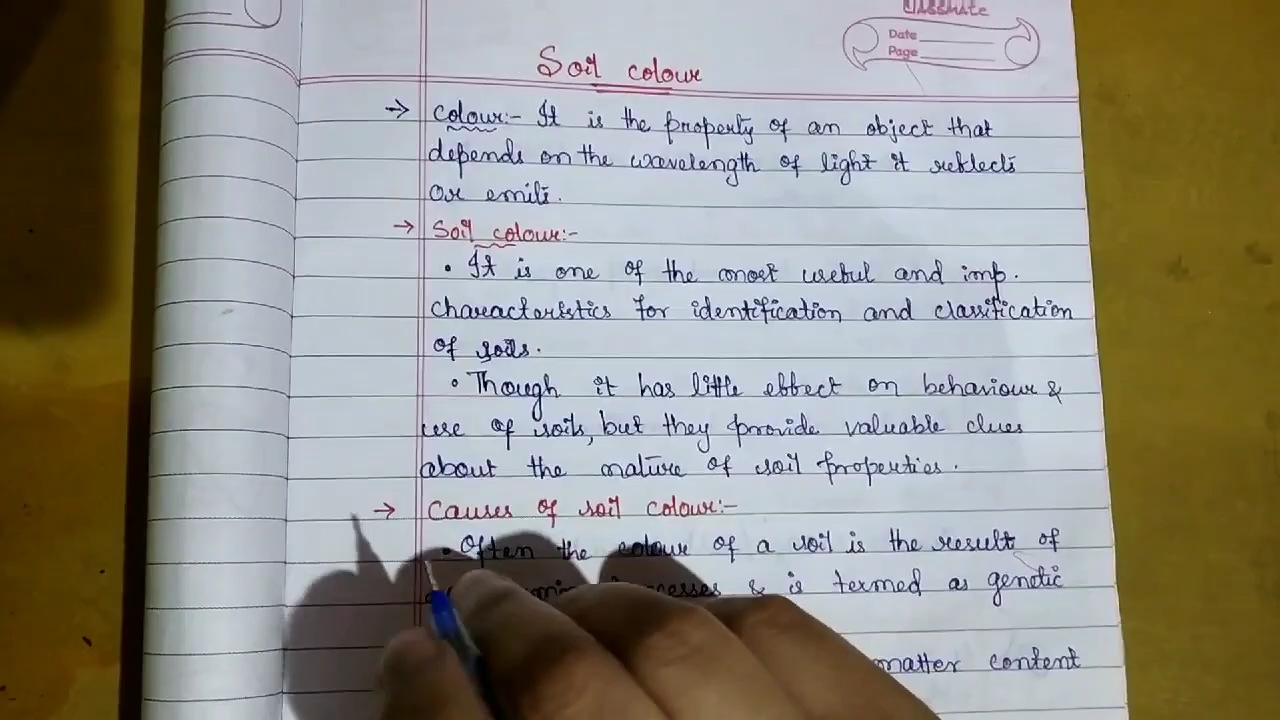 classmate
Date
Page
Soil colour
→ colour:- It is the property of an object that
depends on the wavelength of light it reflects
or emits.
→ Soil colour:-
• It is one of the most useful and imp.
characteristics for identification and classification
of soils.
• Though it has little effect on behaviour &
use of soils, but they provide valuable clues
about the nature of soil properties.
→ Causes of soil colour:-
• Often the colour of a soil is the result of
processes & is termed as genetic
matter content